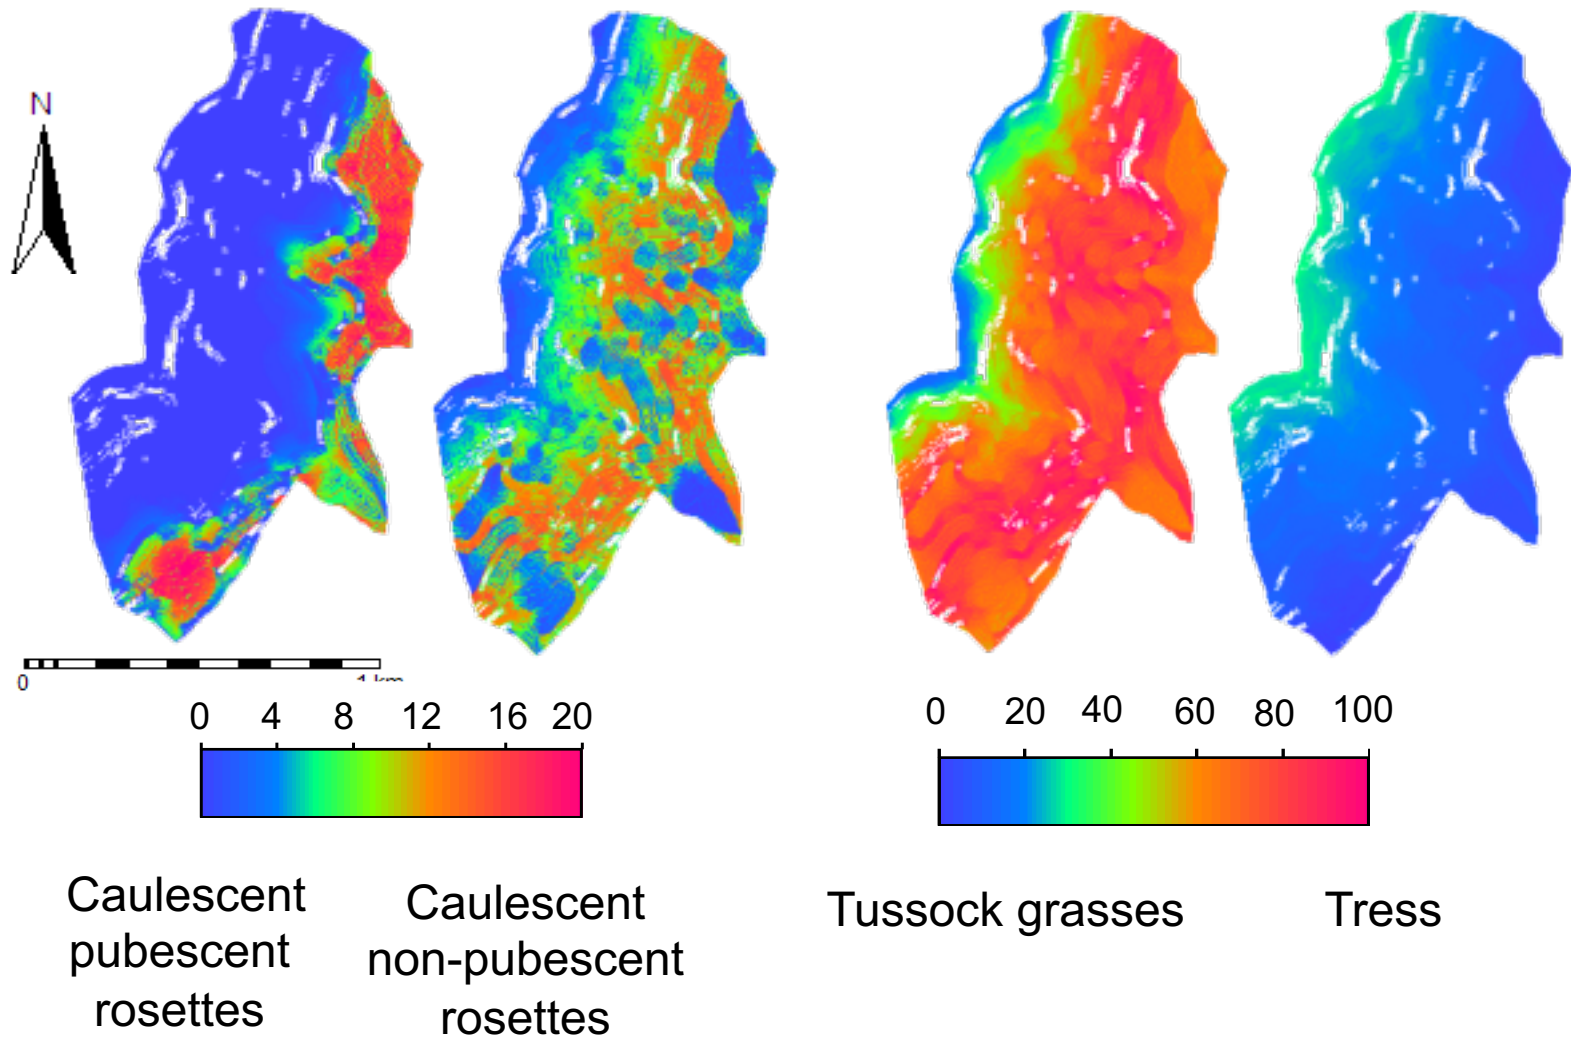 N
0
0 4 8 12 16 20
0 20 40 60 80 100
Caulescent
pubescent
rosettes
Caulescent
non-pubescent
rosettes
Tussock grasses
Tress